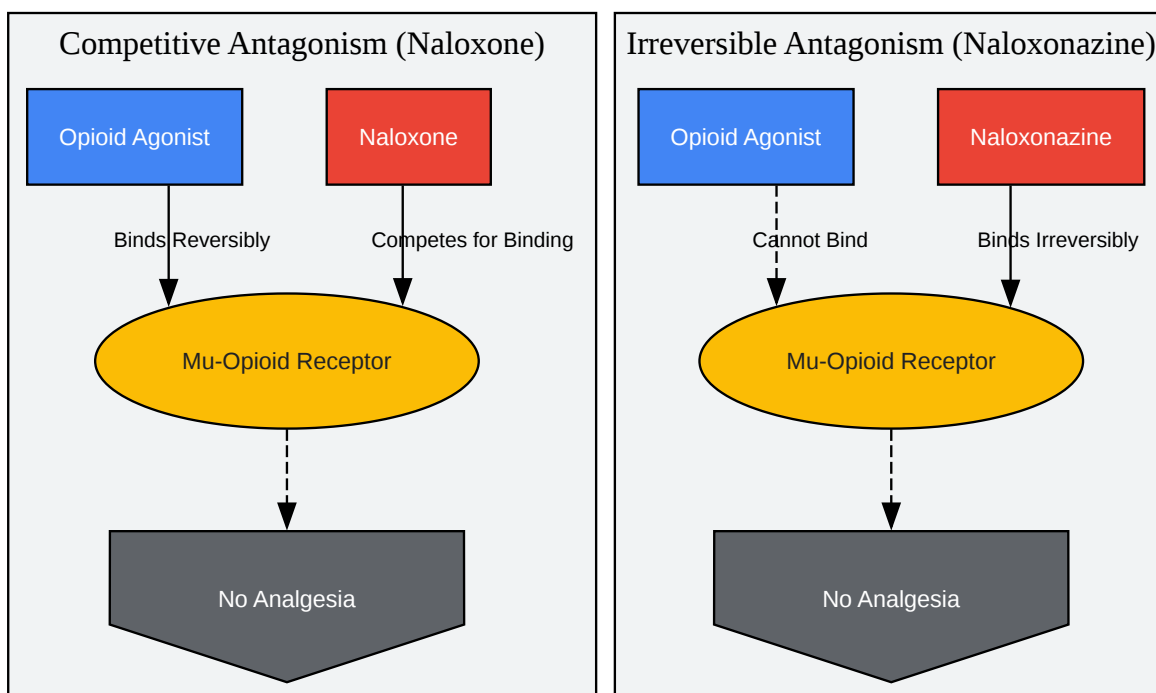 Competitive Antagonism (Naloxone)
Opioid Agonist
Naloxone
Binds Reversibly
Competes for Binding
Mu-Opioid Receptor
No Analgesia
Irreversible Antagonism (Naloxonazine)
Opioid Agonist
Naloxonazine
Cannot Bind
Binds Irreversibly
Mu-Opioid Receptor
No Analgesia